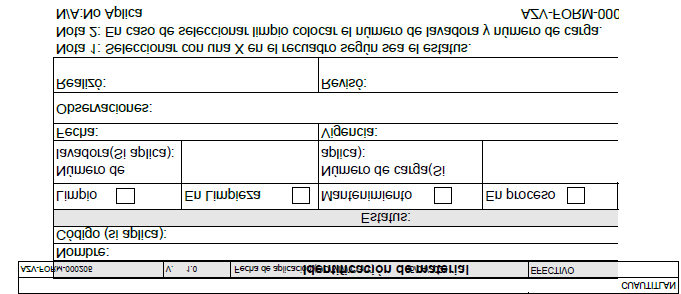 CUAUTITLAN
AZV-FORM-000205 V. 1.0 Fecha de aplicación EFECTIVO
Identificación de material
Nombre:
Código (si aplica):
Estatus:
Limpio En Limpieza Mantenimiento En proceso
Número de lavadora(Si aplica): Número de carga(Si aplica):
Fecha: Vigencia:
Observaciones:
Realizó: Revisó:
Nota 1: Seleccionar con una X en el recuadro según sea el estatus.
Nota 2: En caso de seleccionar limpio colocar el número de lavadora y número de carga.
N/A:No Aplica AZV-FORM-000